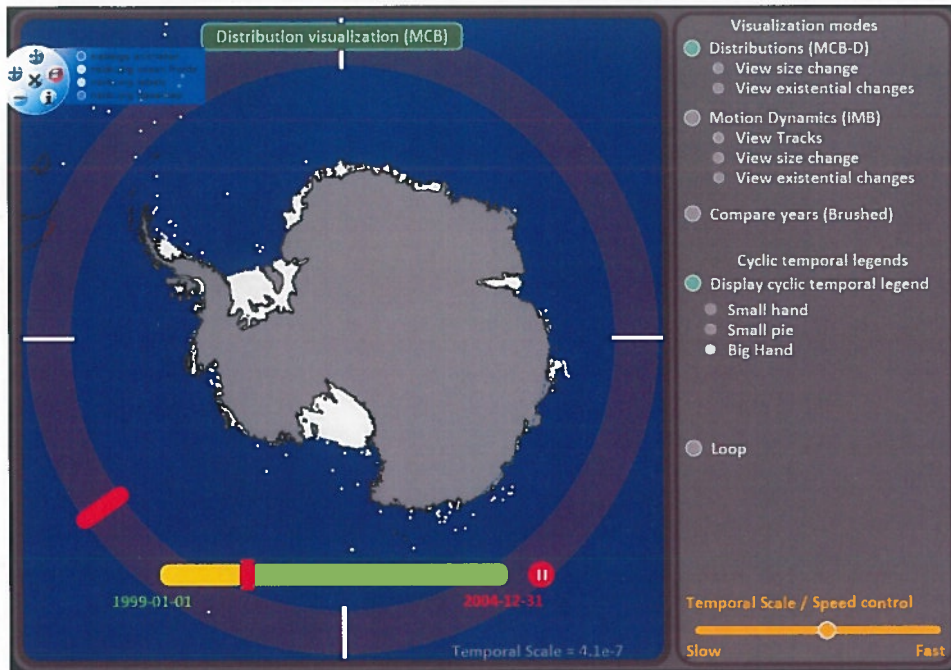 Distribution visualization (MCB)
1999-01-01
2004-12-31
Temporal Scale = 4.1e-7
Visualization modes
Distributions (MCB-D)
View size change
View existential changes
Motion Dynamics (iMB)
View Tracks
View size change
View existential changes
Compare years (Brushed)
Cyclic temporal legends
Display cyclic temporal legend
Small hand
Small pie
Big Hand
Loop
Temporal Scale / Speed control
Slow
Fast